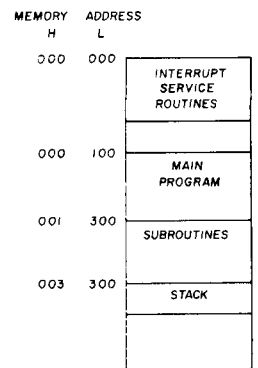 MEMORY ADDRESS
H L
000 000
INTERRUPT
SERVICE
ROUTINES
000 100
MAIN
PROGRAM
001 300
SUBROUTINES
003 300
STACK